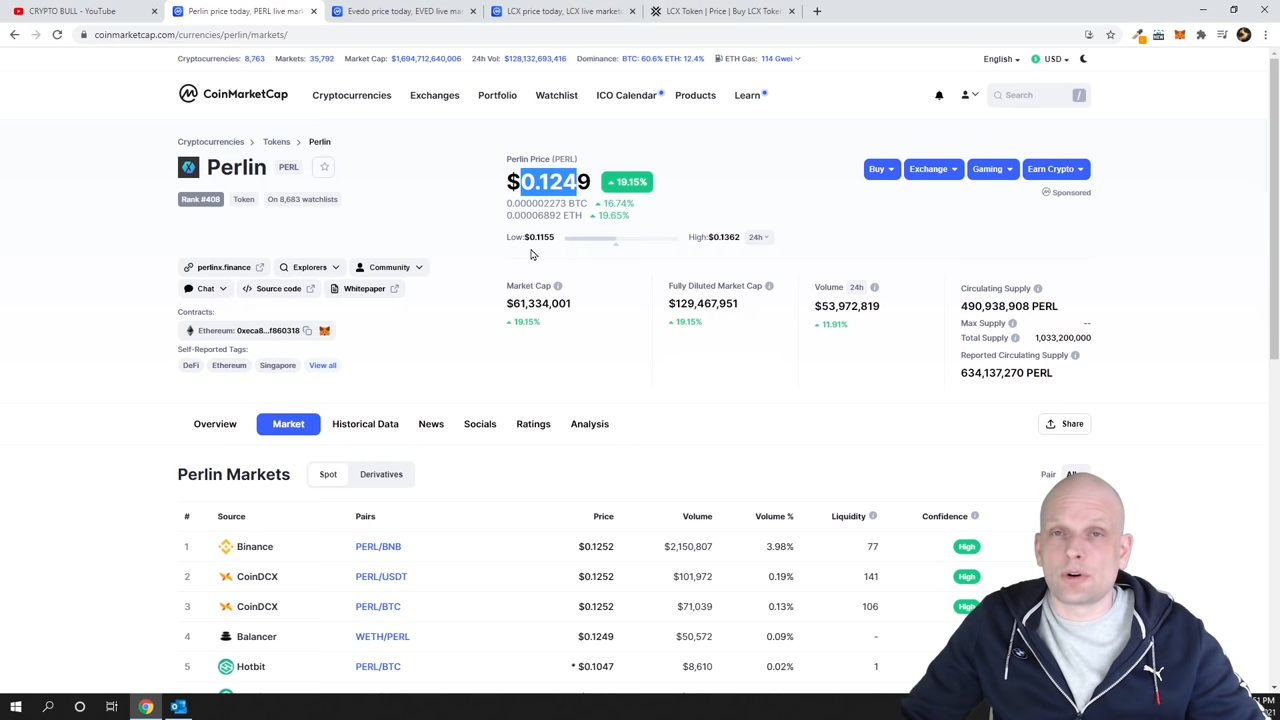 CRYPTO BULL - YouTube
Perlin price today, PERL live mar
Evedo price today, EVED live mar
LCX price today, LCX live market
LCX Token | Price | Buy LCX Tok
coinmarketcap.com/currencies/perlin/markets/
Cryptocurrencies: 8,763 Markets: 35,792 Market Cap: $1,694,712,640,006 24h Vol: $128,132,693,416 Dominance: BTC: 60.6% ETH: 12.4% ETH Gas: 114 Gwei English USD
CoinMarketCap Cryptocurrencies Exchanges Portfolio Watchlist ICO Calendar Products Learn Search /
Cryptocurrencies > Tokens > Perlin
Perlin PERL
Rank #408 Token On 8,683 watchlists
perlinx.finance Explorers Community
Chat Source code Whitepaper
Contracts:
Ethereum: 0xeca8...f860318
Self-Reported Tags:
DeFi Ethereum Singapore View all
Perlin Price (PERL)
$0.1249 19.15%
0.000002273 BTC 16.74%
0.00006892 ETH 19.65%
Low: $0.1155 High: $0.1362 24h
Buy Exchange Gaming Earn Crypto
Sponsored
Market Cap
$61,334,001
19.15%
Fully Diluted Market Cap
$129,467,951
19.15%
Volume 24h
$53,972,819
11.91%
Circulating Supply
490,938,908 PERL
Max Supply --
Total Supply 1,033,200,000
Reported Circulating Supply
634,137,270 PERL
Overview Market Historical Data News Socials Ratings Analysis Share
Perlin Markets Spot Derivatives Pair All
# Source Pairs Price Volume Volume % Liquidity Confidence
1 Binance PERL/BNB $0.1252 $2,150,807 3.98% 77 High
2 CoinDCX PERL/USDT $0.1252 $101,972 0.19% 141 High
3 CoinDCX PERL/BTC $0.1252 $71,039 0.13% 106 High
4 Balancer WETH/PERL $0.1249 $50,572 0.09% -
5 Hotbit PERL/BTC * $0.1047 $8,610 0.02% 1